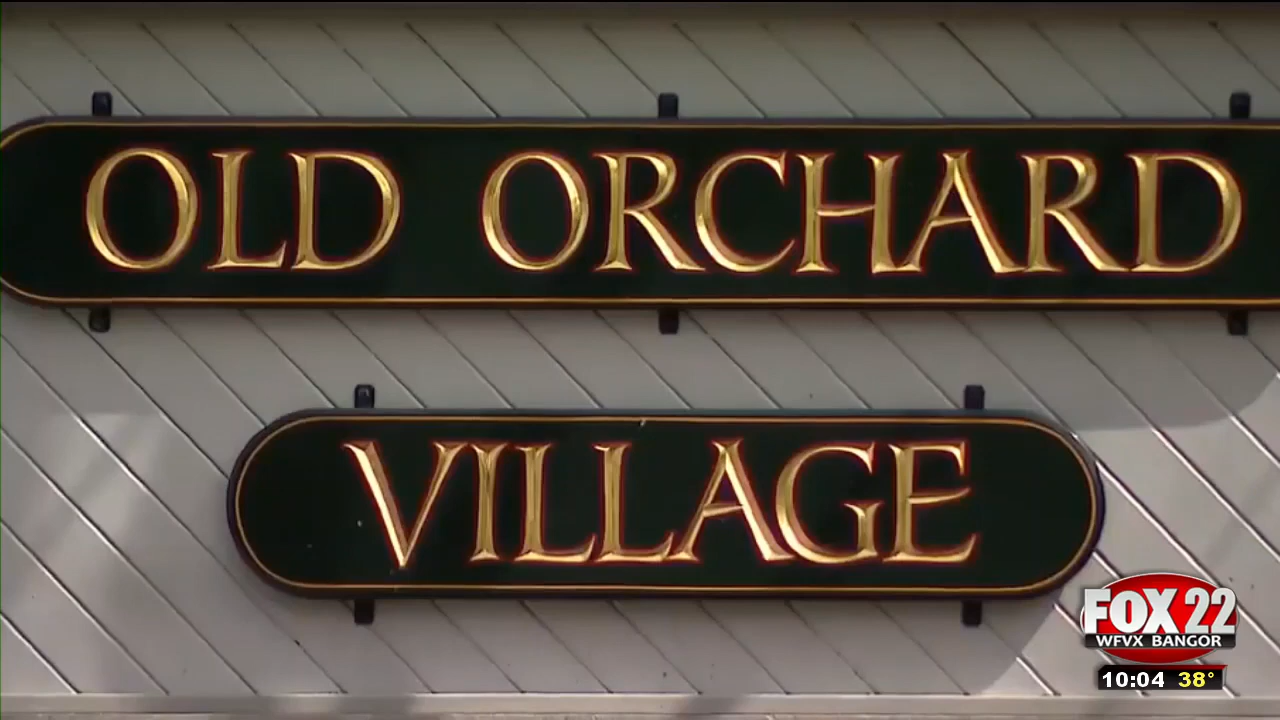 OLD ORCHARD
VILLAGE
FOX 22
WFVX BANGOR
10:04 38°